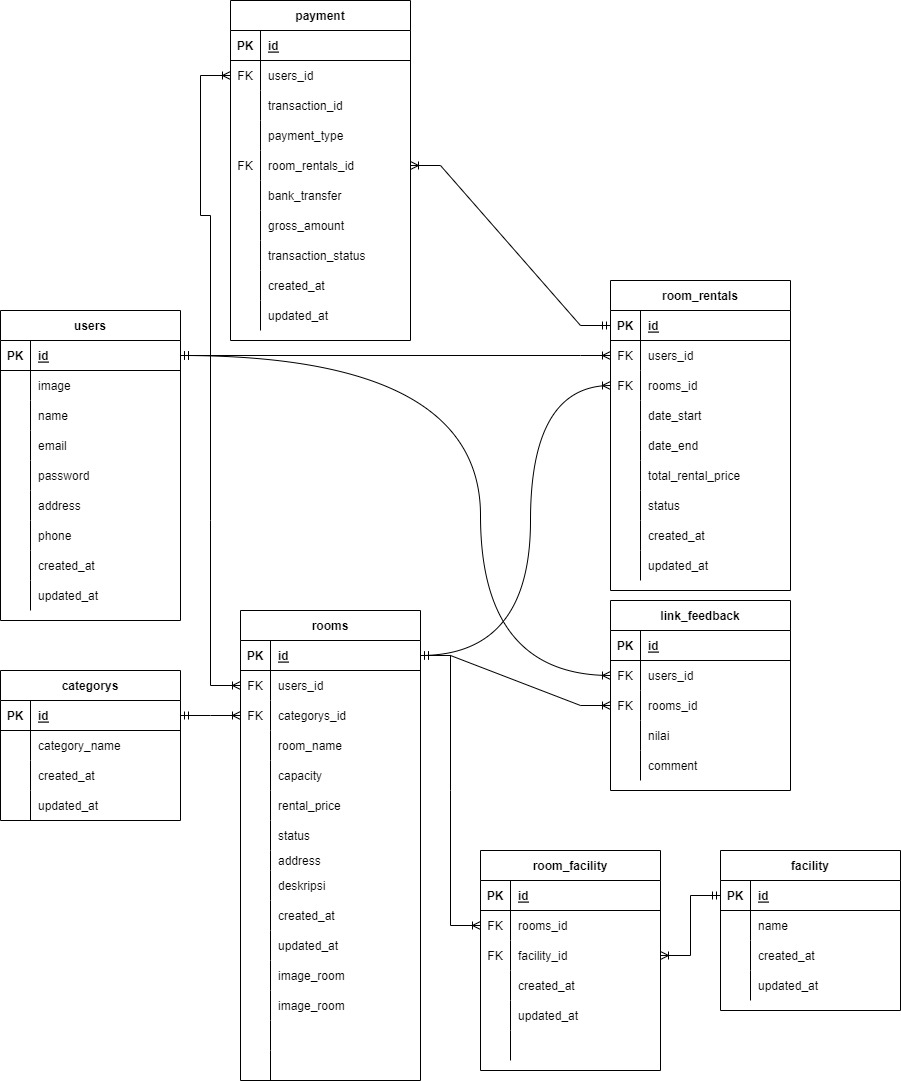 payment
PK id
FK users_id
transaction_id
payment_type
FK room_rentals_id
bank_transfer
gross_amount
transaction_status
created_at
updated_at
users
PK id
image
name
email
password
address
phone
created_at
updated_at
room_rentals
PK id
FK users_id
FK rooms_id
date_start
date_end
total_rental_price
status
created_at
updated_at
rooms
PK id
FK users_id
FK categorys_id
room_name
capacity
rental_price
status
address
deskripsi
created_at
updated_at
image_room
image_room
link_feedback
PK id
FK users_id
FK rooms_id
nilai
comment
categorys
PK id
category_name
created_at
updated_at
room_facility
PK id
FK rooms_id
FK facility_id
created_at
updated_at
facility
PK id
name
created_at
updated_at